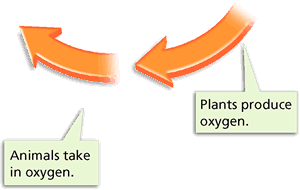 Plants produce
oxygen.
Animals take
in oxygen.